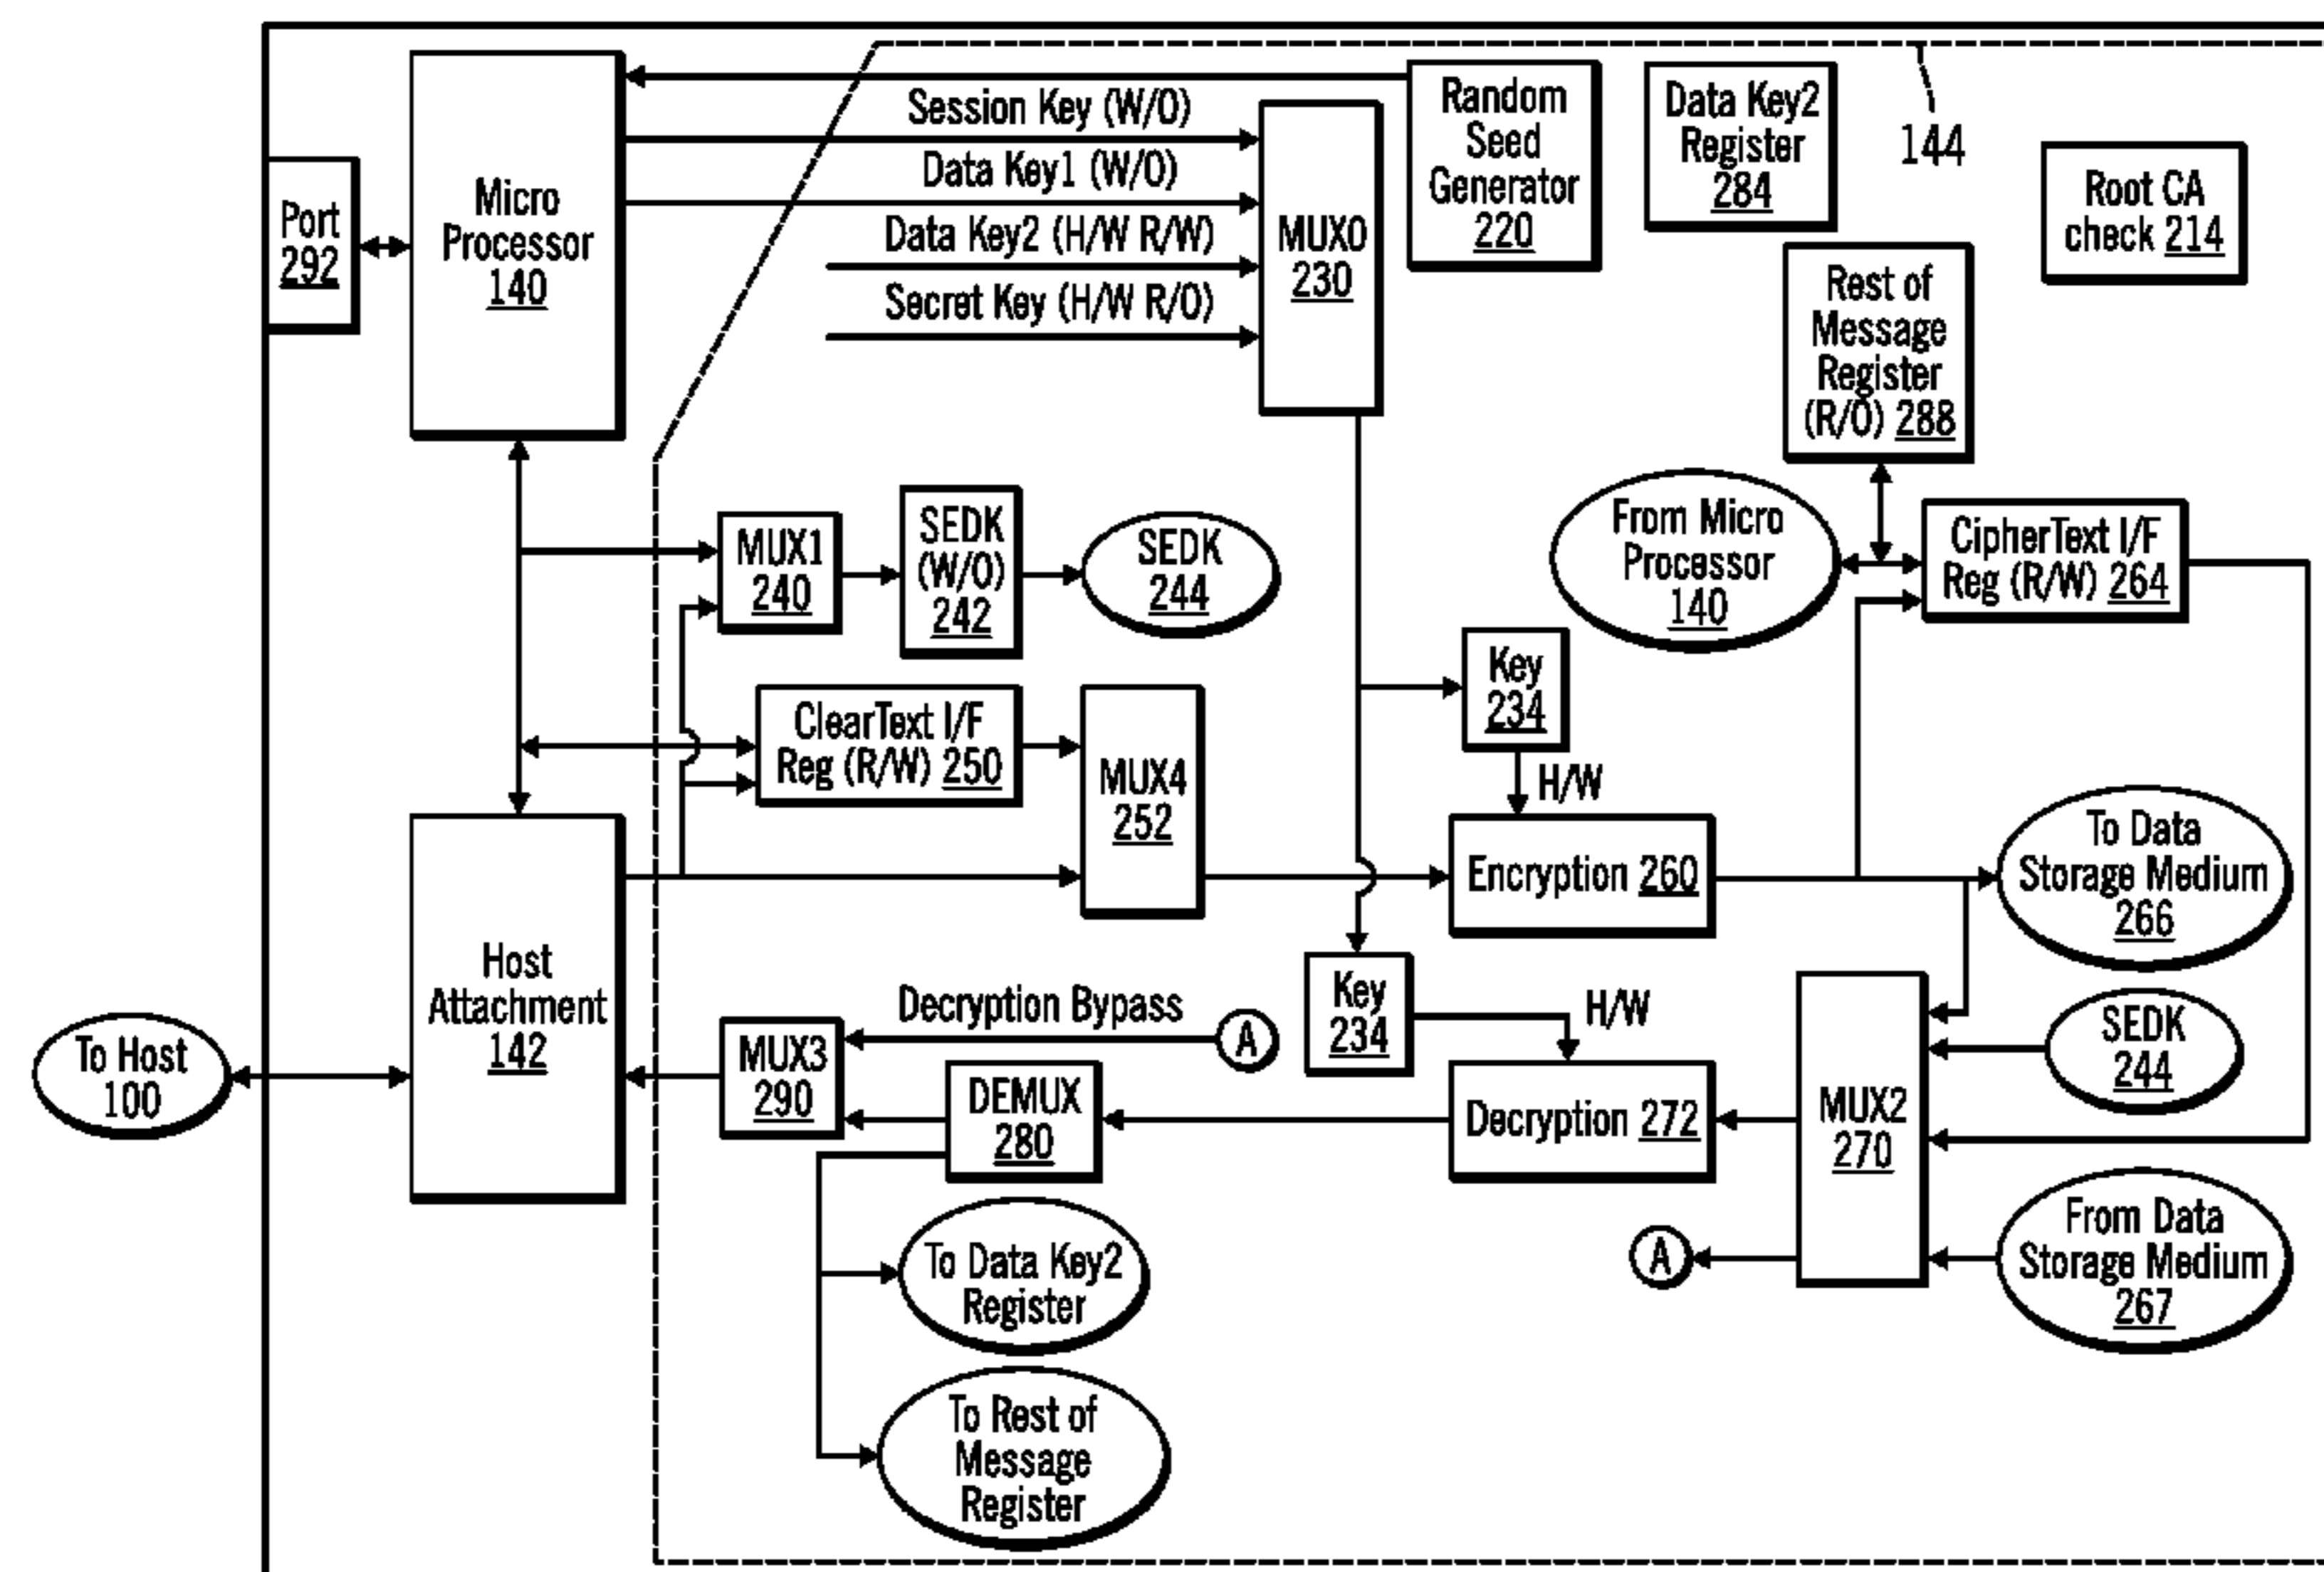 Port
292
Micro
Processor
140
Session Key (W/O)
Data Key1 (W/O)
Data Key2 (H/W R/W)
Secret Key (H/W R/O)
MUX0
230
Random
Seed
Generator
220
Data Key2
Register
284
144
Root CA
check 214
Rest of
Message
Register
(R/O) 288
From Micro
Processor
140
CipherText I/F
Reg (R/W) 264
MUX1
240
SEDK
(W/O)
242
SEDK
244
ClearText I/F
Reg (R/W) 250
MUX4
252
Key
234
H/W
Encryption 260
To Data
Storage Medium
266
Host
Attachment
142
To Host
100
MUX3
290
Decryption Bypass
A
Key
234
H/W
DEMUX
280
Decryption 272
MUX2
270
SEDK
244
A
From Data
Storage Medium
267
To Data Key2
Register
To Rest of
Message
Register